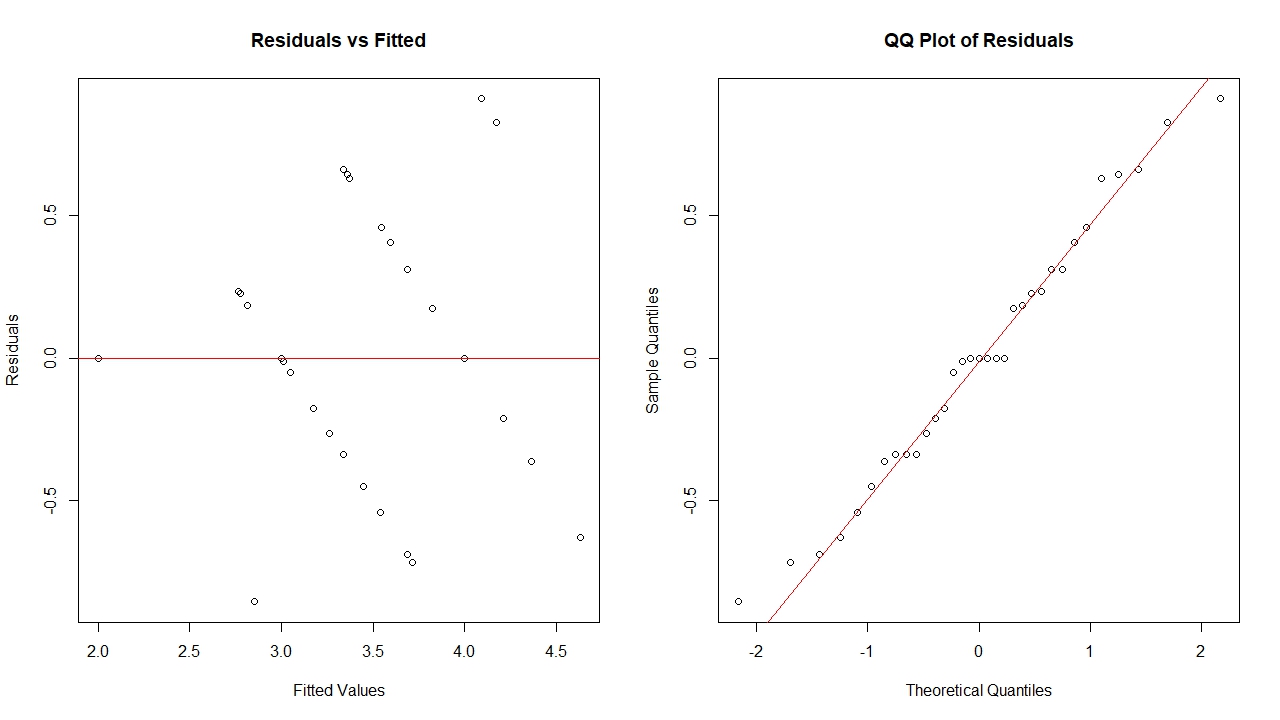 Residuals vs Fitted
Residuals
0.5
0.0
-0.5
2.0 2.5 3.0 3.5 4.0 4.5
Fitted Values
QQ Plot of Residuals
Sample Quantiles
0.5
0.0
-0.5
-2 -1 0 1 2
Theoretical Quantiles